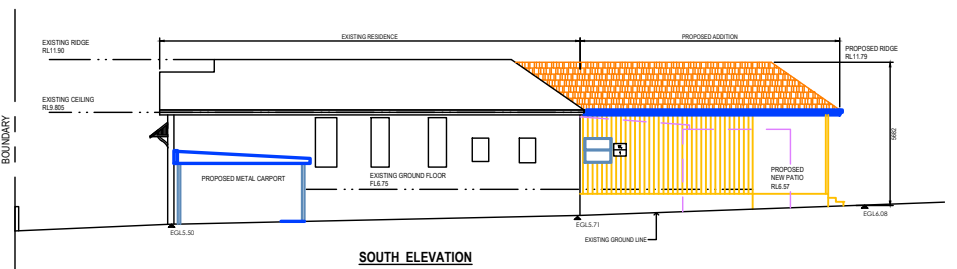 EXISTING RESIDENCE
PROPOSED ADDITION
EXISTING RIDGE
RL11.90
PROPOSED RIDGE
RL11.79
EXISTING CEILING
RL9.805
BOUNDARY
5682
PROPOSED METAL CARPORT
EXISTING GROUND FLOOR
FL6.75
PROPOSED
NEW PATIO
RL6.57
EGL5.50
EGL5.71
EGL6.08
EXISTING GROUND LINE
SOUTH ELEVATION